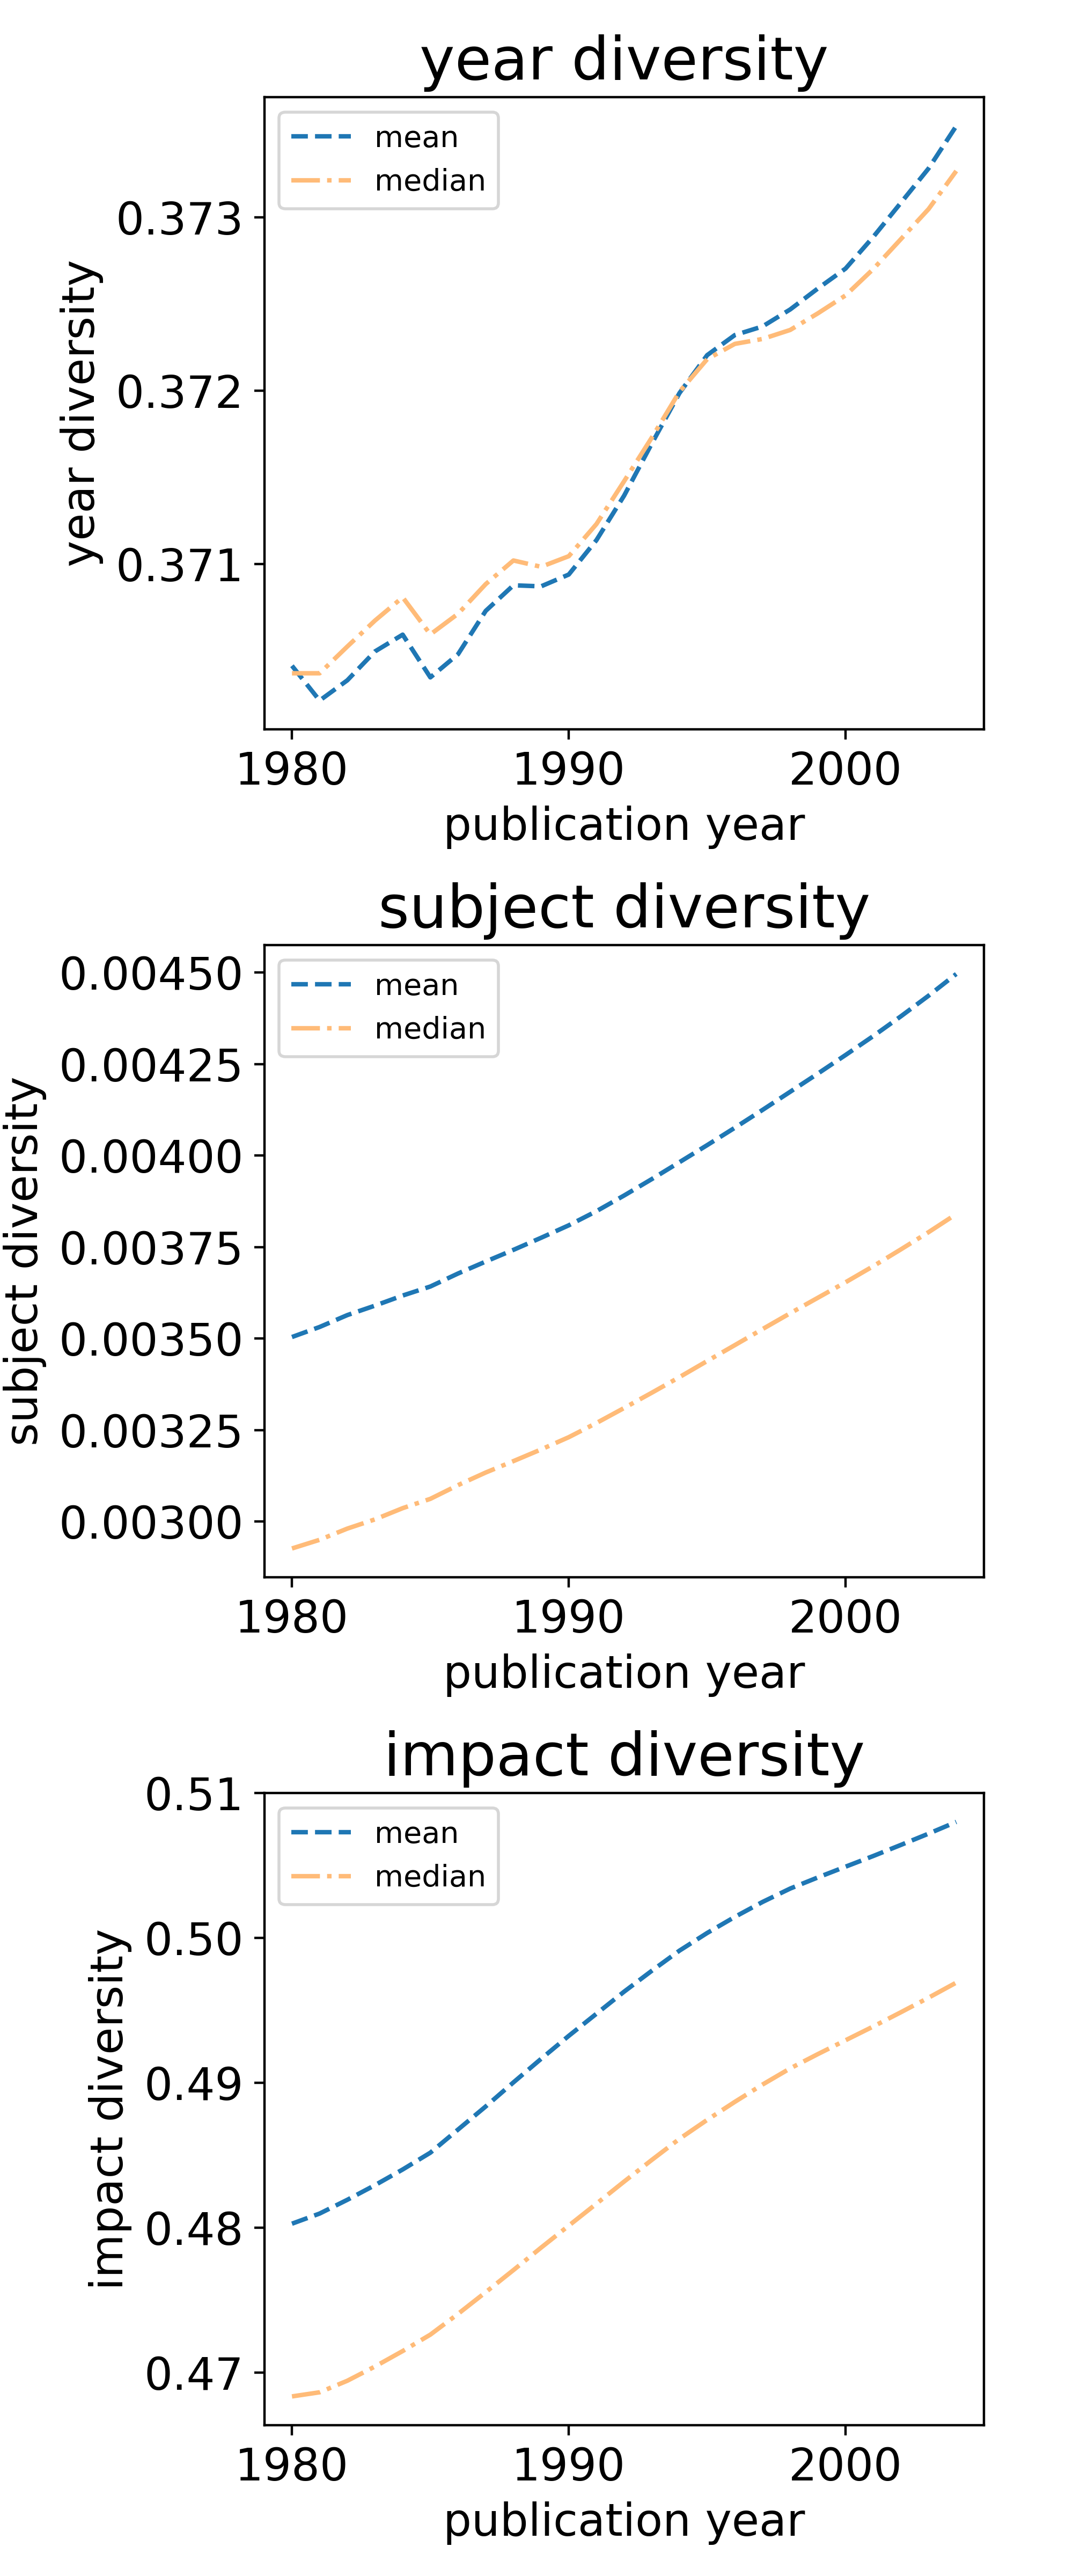 year diversity
mean
median
0.373
0.372
0.371
year diversity
1980 1990 2000
publication year
subject diversity
mean
median
0.00450
0.00425
0.00400
0.00375
0.00350
0.00325
0.00300
subject diversity
1980 1990 2000
publication year
impact diversity
mean
median
0.51
0.50
0.49
0.48
0.47
impact diversity
1980 1990 2000
publication year